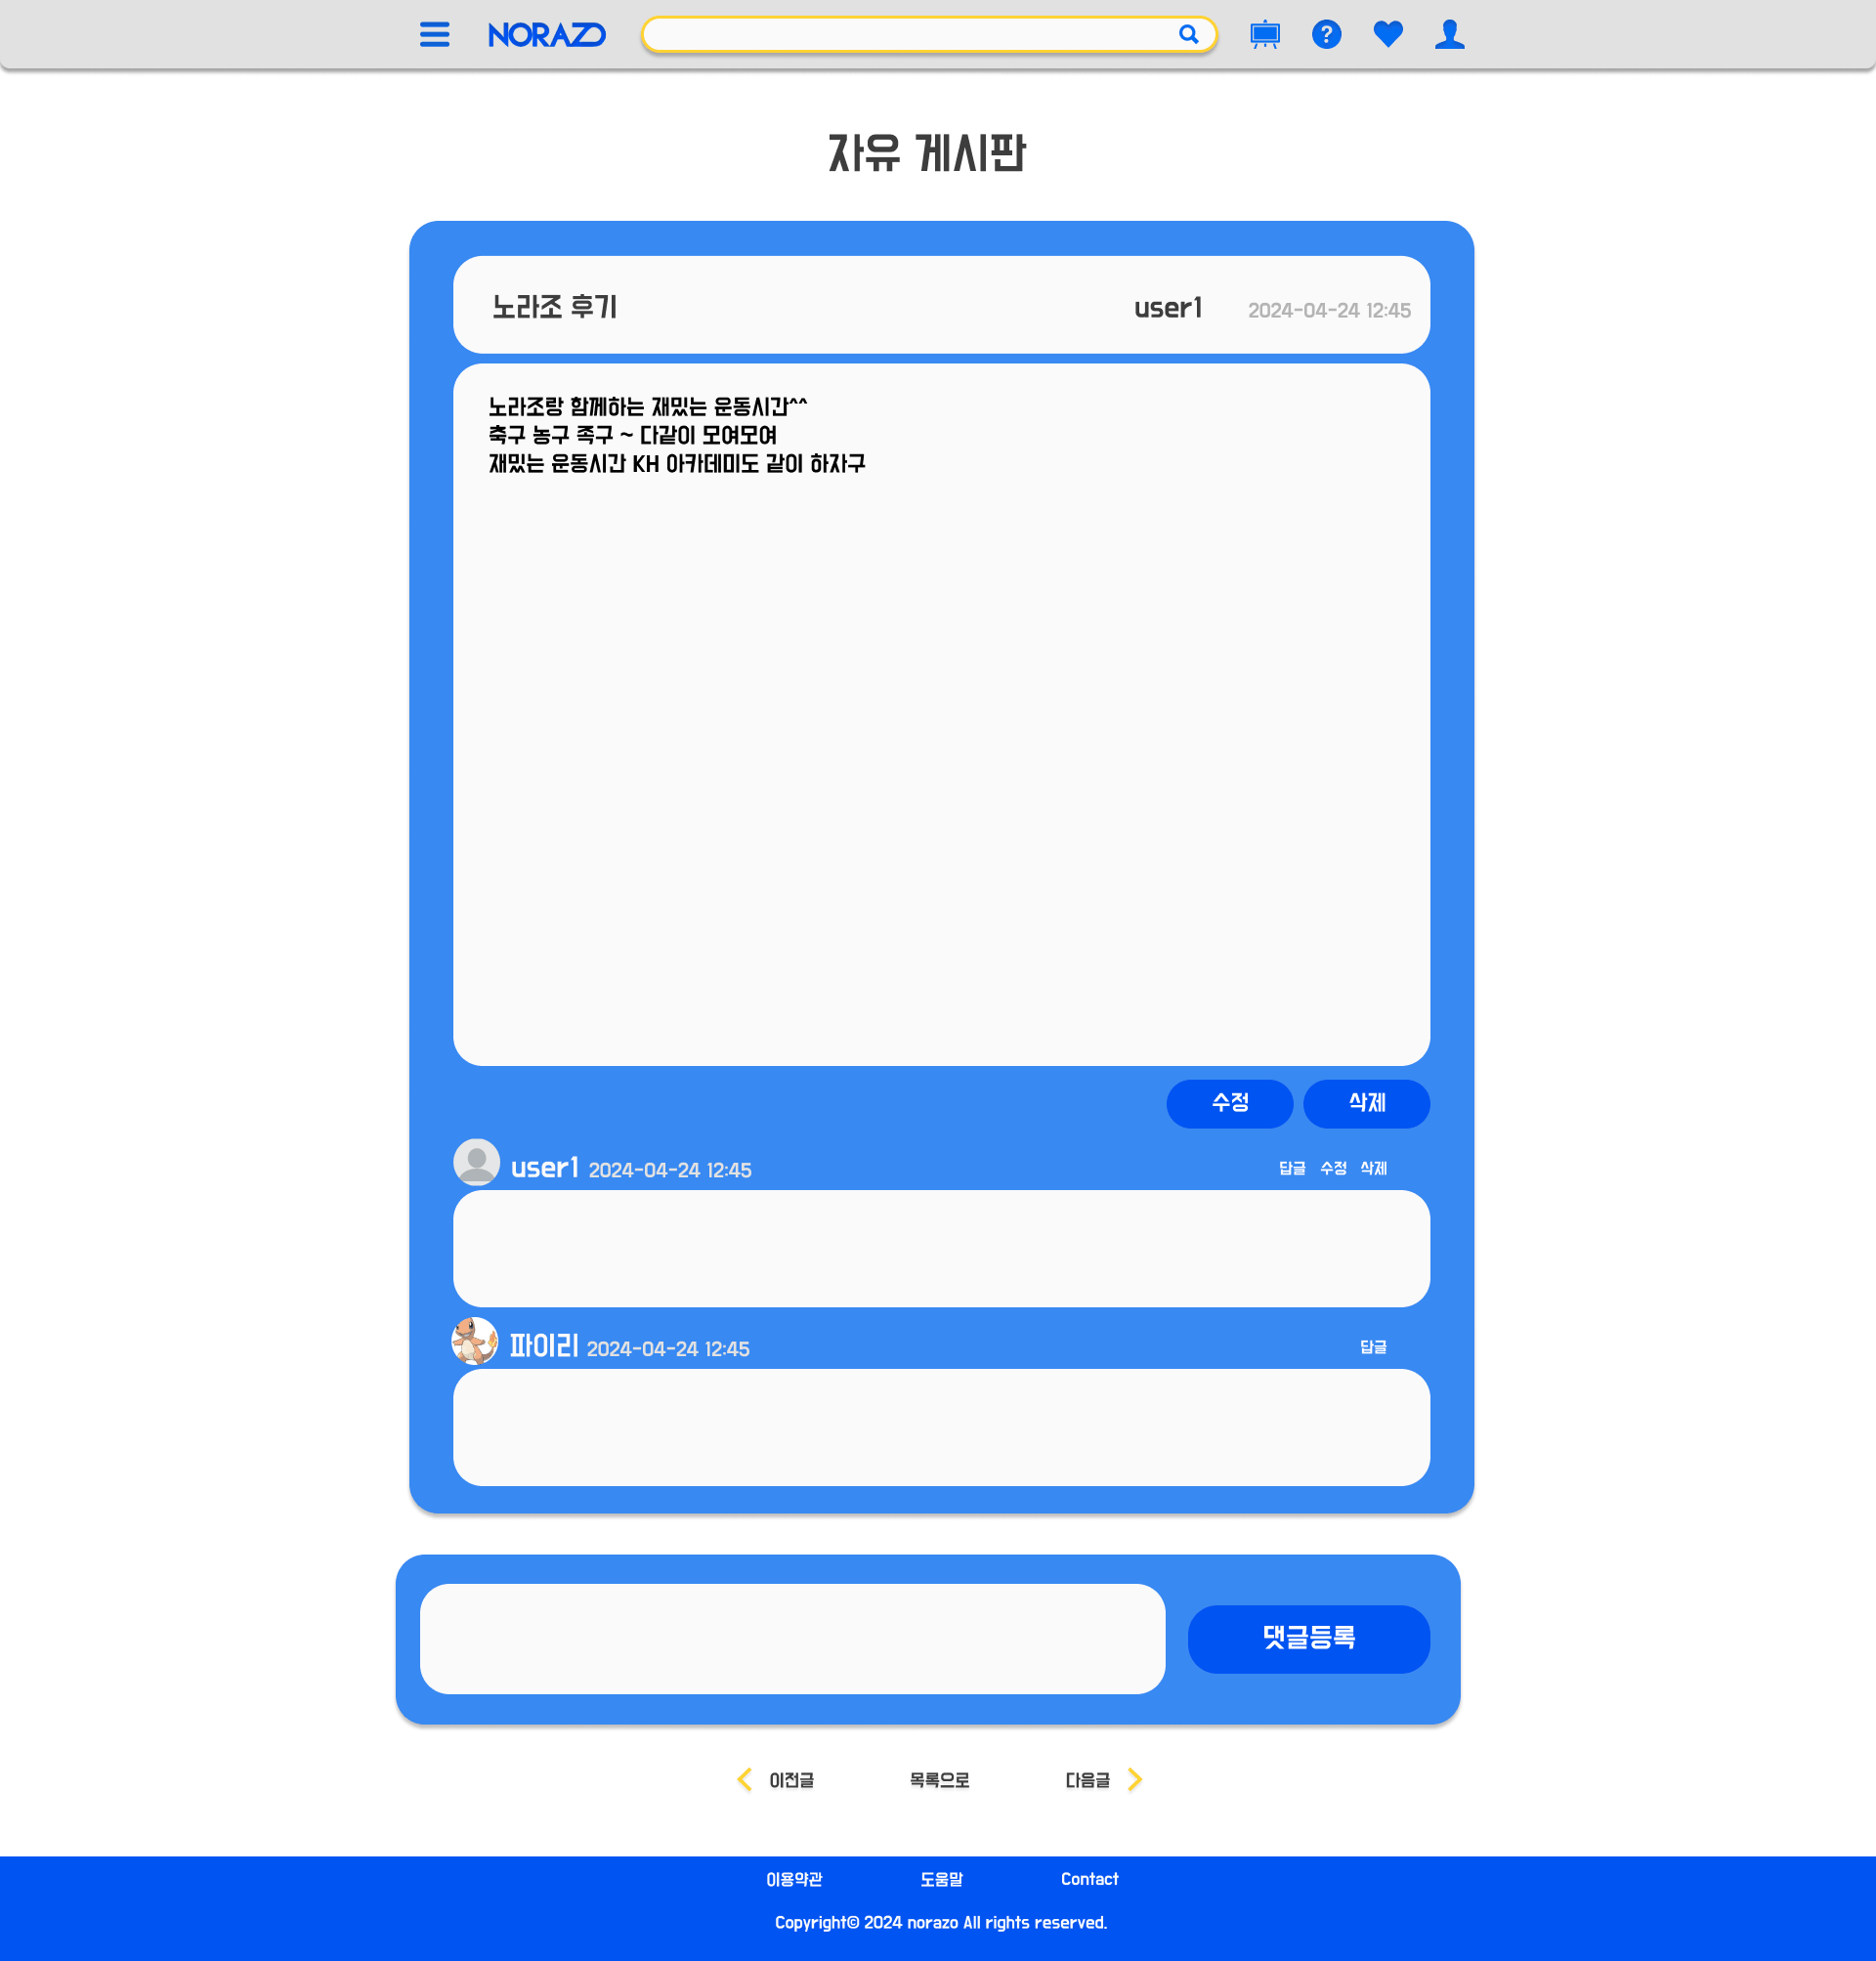 NORAZO
자유 게시판
노라조 후기 user1 2024-04-24 12:45
노라조랑 함께하는 재밌는 운동시간^^
축구 농구 족구 ~ 다같이 모여모여
재밌는 운동시간 KH 아카데미도 같이 하자구
수정 삭제
user1 2024-04-24 12:45 답글 수정 삭제
파이리 2024-04-24 12:45 답글
댓글등록
이전글 목록으로 다음글
이용약관 도움말 Contact
Copyright© 2024 norazo All rights reserved.